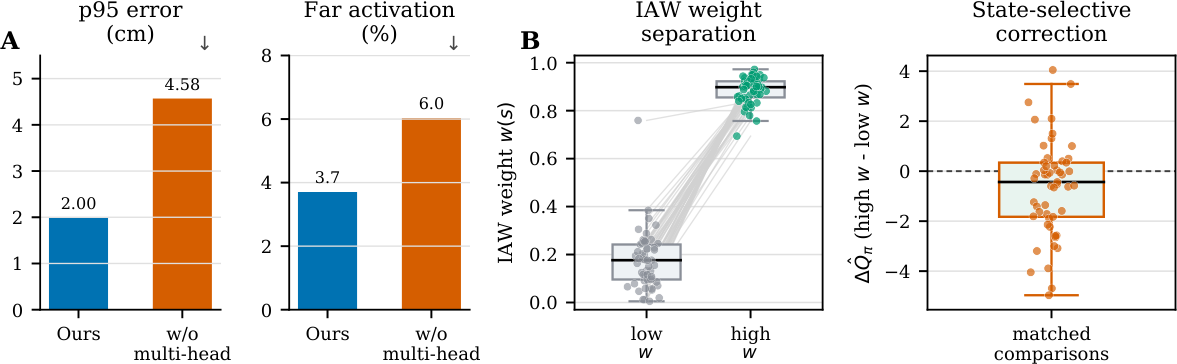 A
p95 error
(cm)
↓
5
4
3
2
1
0
2.00
4.58
Ours
w/o
multi-head
Far activation
(%)
↓
8
6
4
2
0
3.7
6.0
Ours
w/o
multi-head
B
IAW weight
separation
IAW weight w(s)
1.0
0.8
0.6
0.4
0.2
0.0
low
w
high
w
State-selective
correction
ΔQ̂π (high w - low w)
4
2
0
−2
−4
matched
comparisons